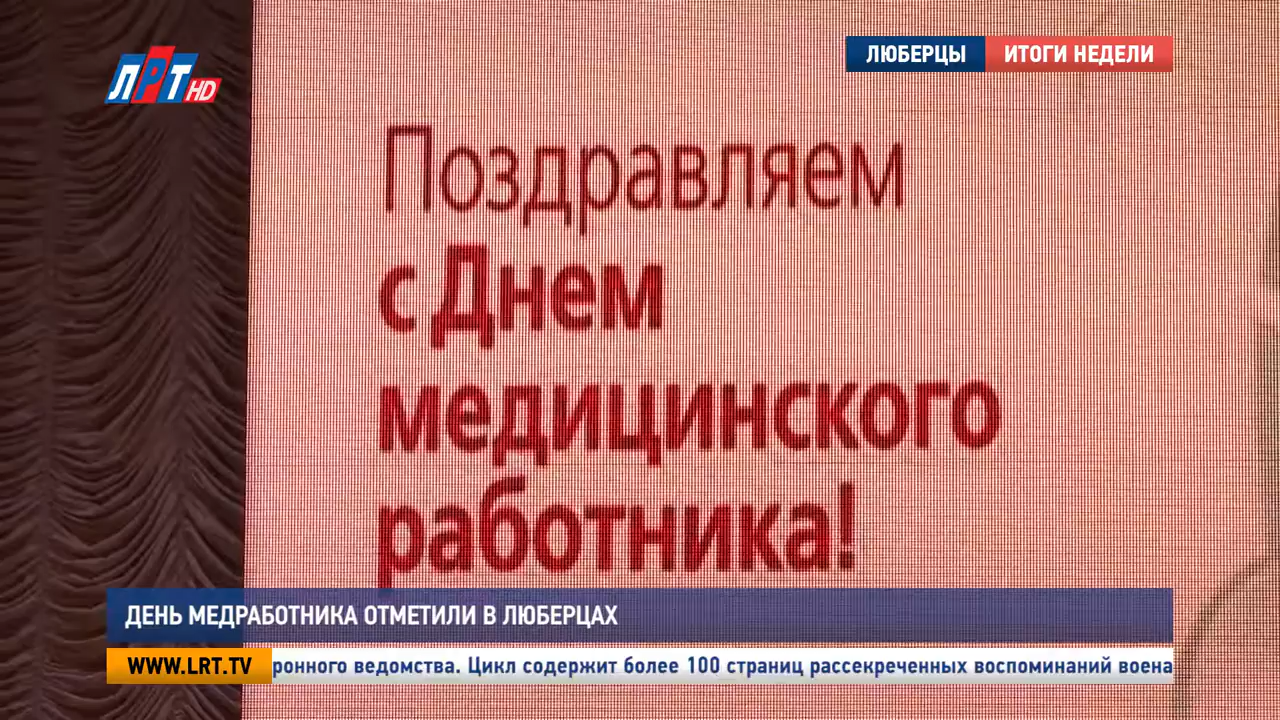 ЛРТ HD
ЛЮБЕРЦЫ ИТОГИ НЕДЕЛИ
Поздравляем
с Днем
медицинского
работника!
ДЕНЬ МЕДРАБОТНИКА ОТМЕТИЛИ В ЛЮБЕРЦАХ
WWW.LRT.TV ронного ведомства. Цикл содержит более 100 страниц рассекреченных воспоминаний воена